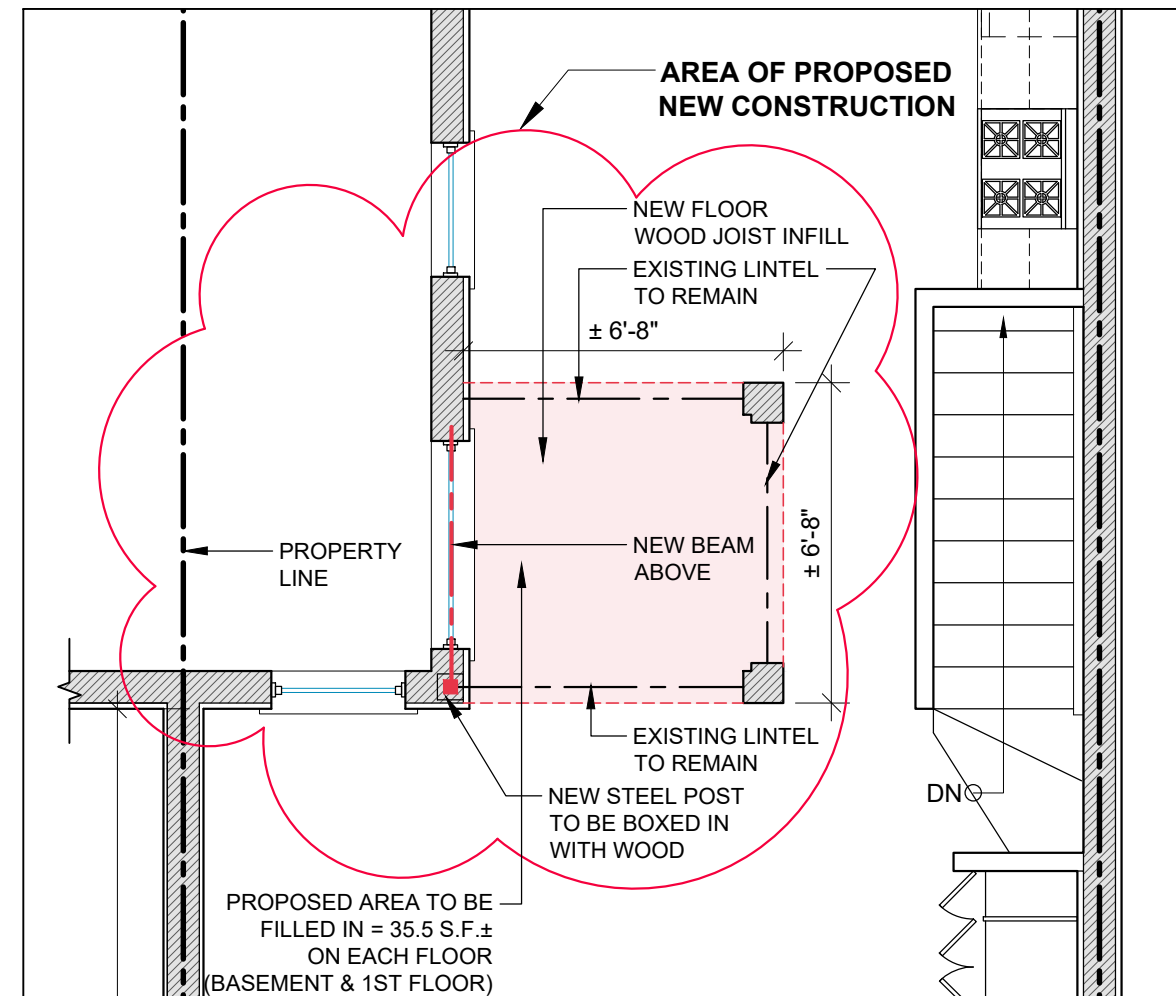 AREA OF PROPOSED
NEW CONSTRUCTION
NEW FLOOR
WOOD JOIST INFILL
EXISTING LINTEL
TO REMAIN
± 6'-8"
± 6'-8"
PROPERTY
LINE
NEW BEAM
ABOVE
EXISTING LINTEL
TO REMAIN
NEW STEEL POST
TO BE BOXED IN
WITH WOOD
DN
PROPOSED AREA TO BE
FILLED IN = 35.5 S.F.±
ON EACH FLOOR
(BASEMENT & 1ST FLOOR)